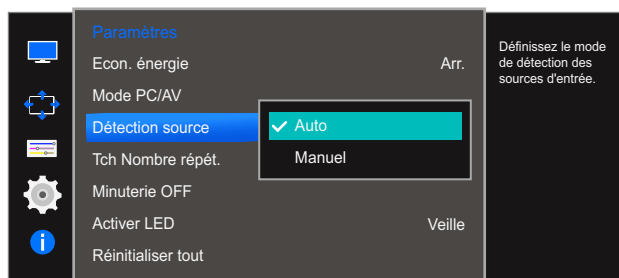 Paramètres
Econ. énergie Arr.
Mode PC/AV
Détection source
Auto
Manuel
Tch Nombre répét.
Minuterie OFF
Activer LED Veille
Réinitialiser tout
Définissez le mode
de détection des
sources d'entrée.